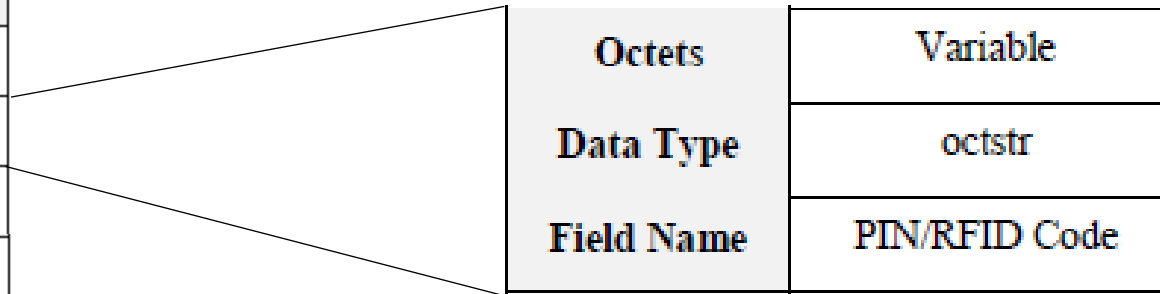 Octets Variable
Data Type octstr
Field Name PIN/RFID Code